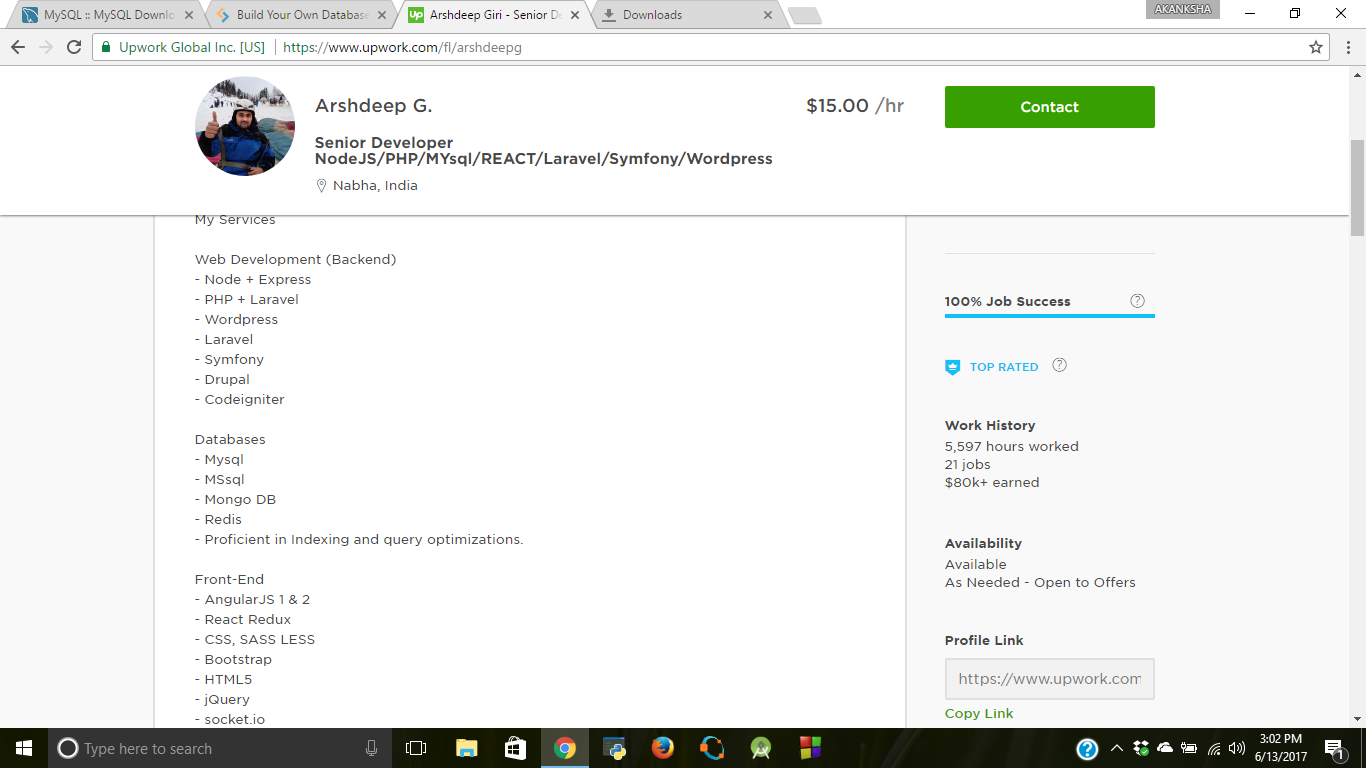 MySQL :: MySQL Downlo
Build Your Own Database
Up
Arshdeep Giri - Senior De
Downloads
AKANKSHA
Upwork Global Inc. [US]
https://www.upwork.com/fl/arshdeepg
Arshdeep G.
$15.00 /hr
Contact
Senior Developer
NodeJS/PHP/MYsql/REACT/Laravel/Symfony/Wordpress
Nabha, India
My Services
Web Development (Backend)
- Node + Express
- PHP + Laravel
- Wordpress
- Laravel
- Symfony
- Drupal
- Codeigniter
Databases
- Mysql
- MSsql
- Mongo DB
- Redis
- Proficient in Indexing and query optimizations.
Front-End
- AngularJS 1 & 2
- React Redux
- CSS, SASS LESS
- Bootstrap
- HTML5
- jQuery
- socket.io
100% Job Success
?
TOP RATED
?
Work History
5,597 hours worked
21 jobs
$80k+ earned
Availability
Available
As Needed - Open to Offers
Profile Link
https://www.upwork.com
Copy Link
Type here to search
?
3:02 PM
6/13/2017
1